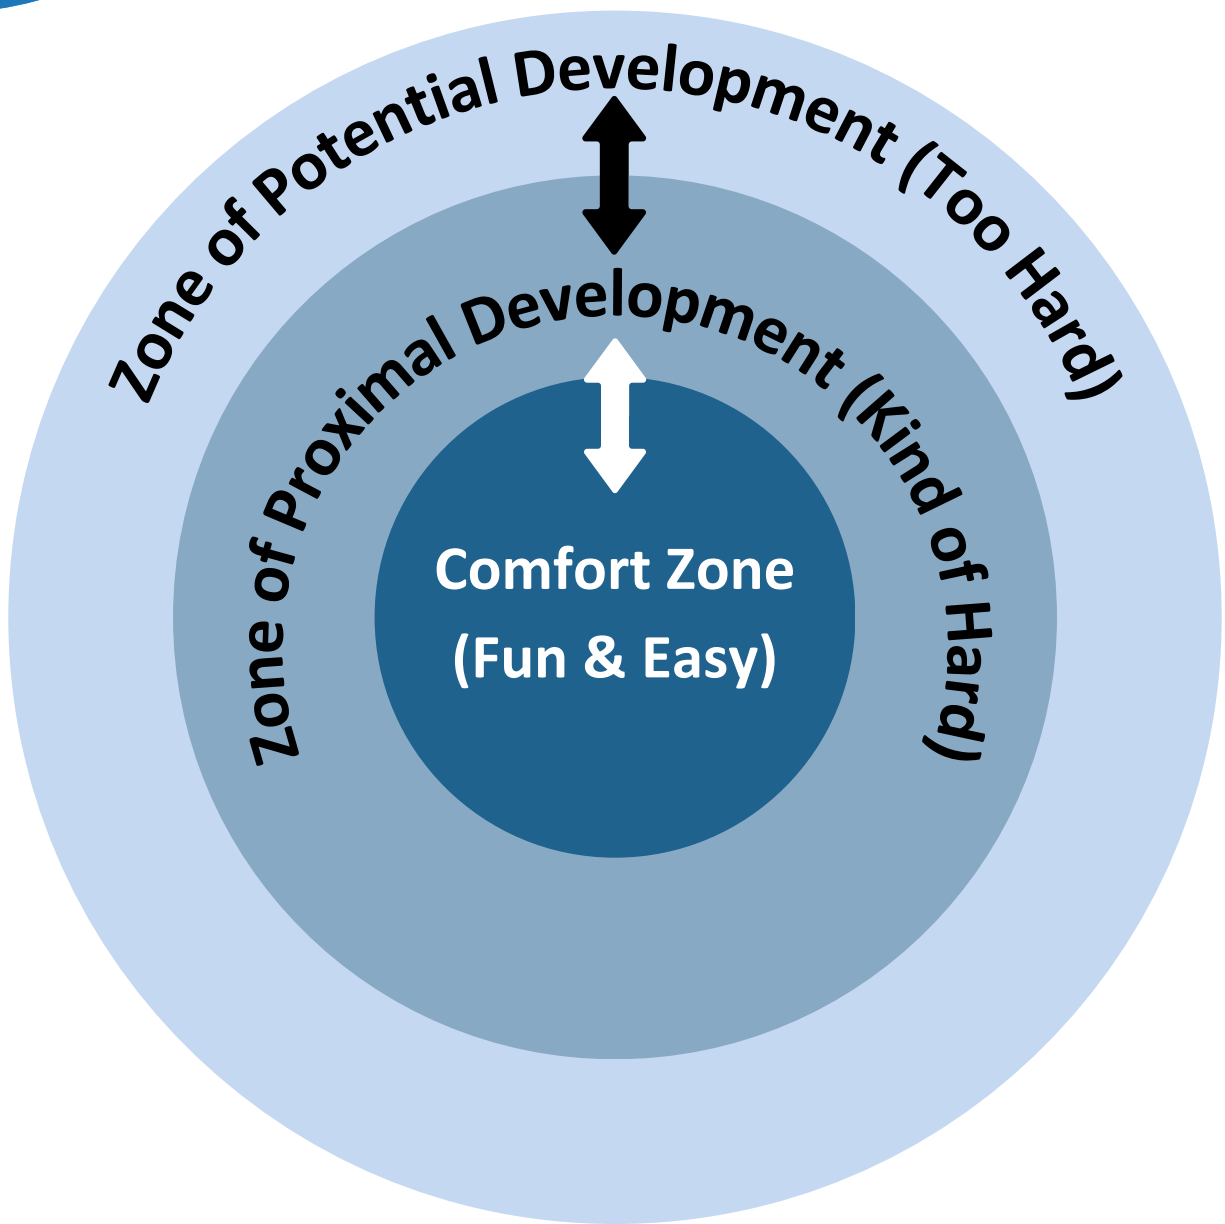 Zone of Potential Development (Too Hard)
Zone of Proximal Development (Kind of Hard)
Comfort Zone
(Fun & Easy)